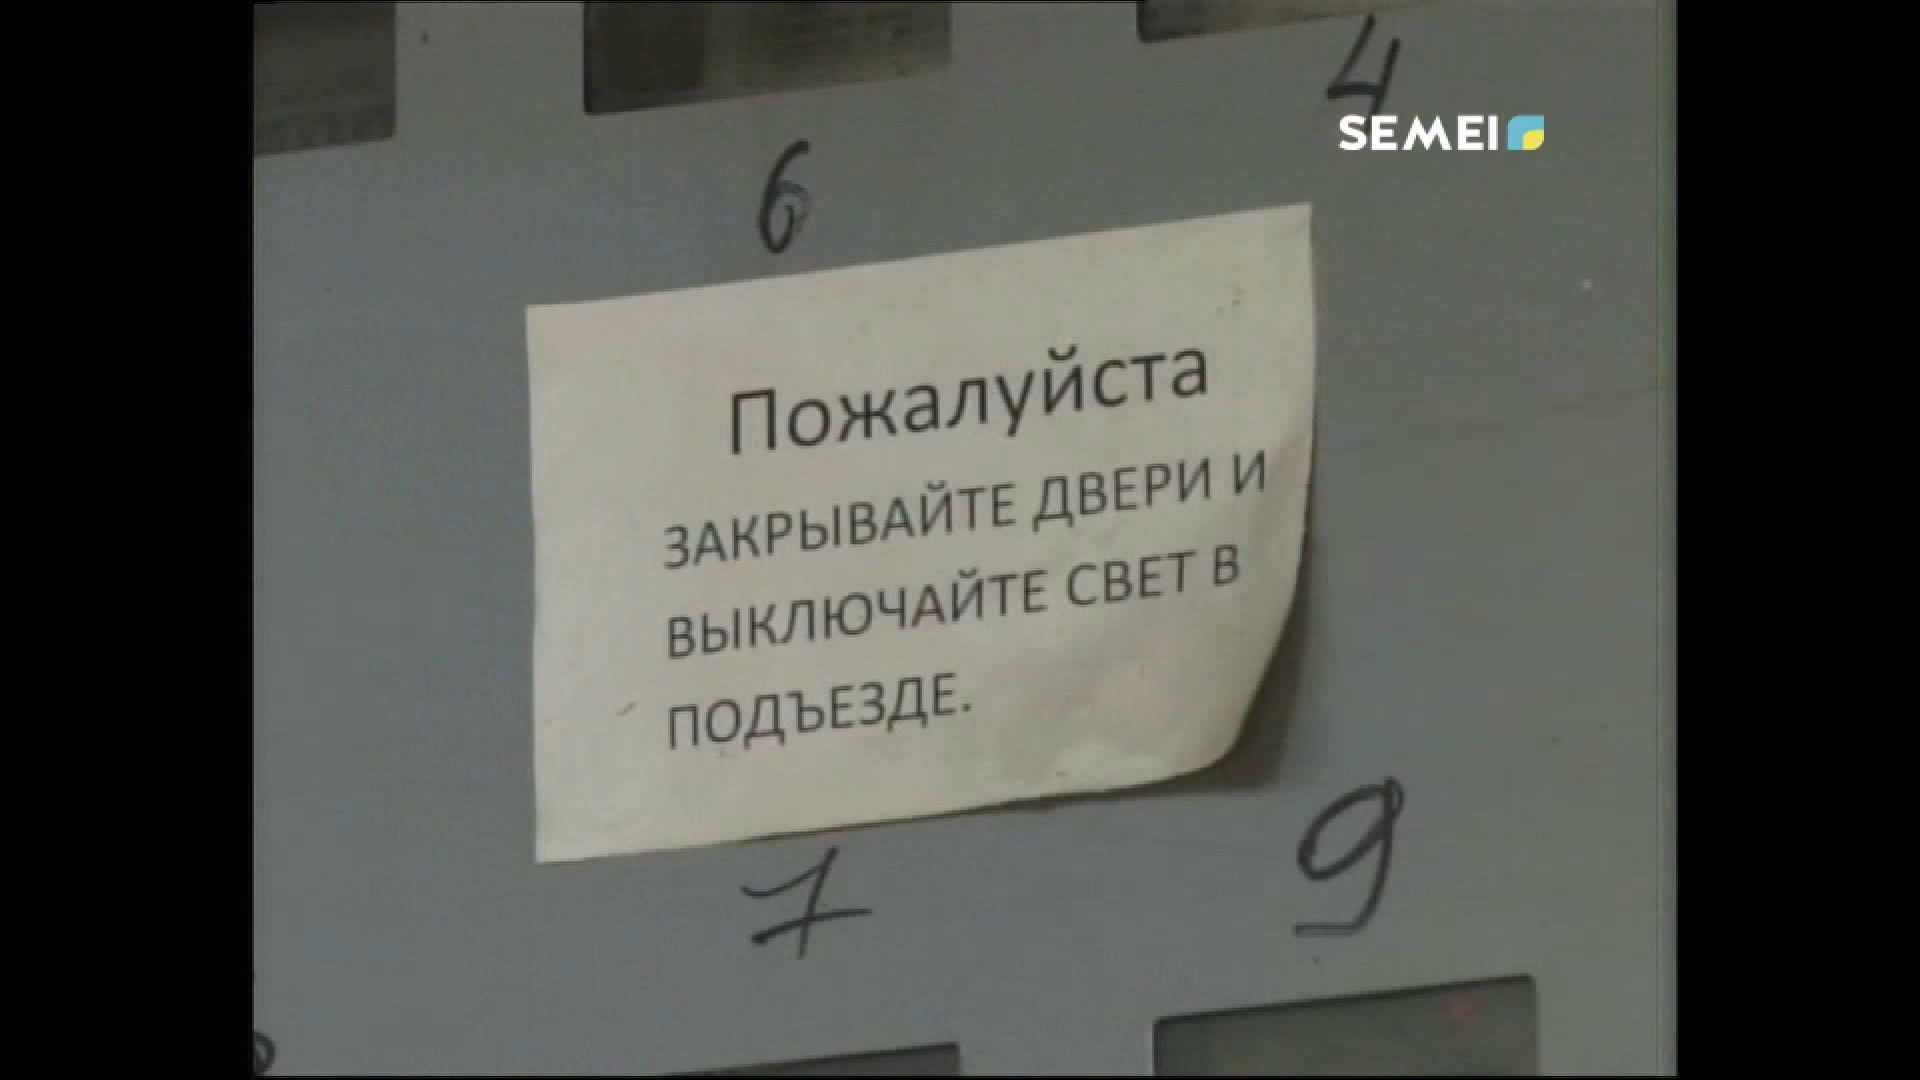 4
SEMEI
6
Пожалуйста
ЗАКРЫВАЙТЕ ДВЕРИ И
ВЫКЛЮЧАЙТЕ СВЕТ В
ПОДЪЕЗДЕ.
7
9